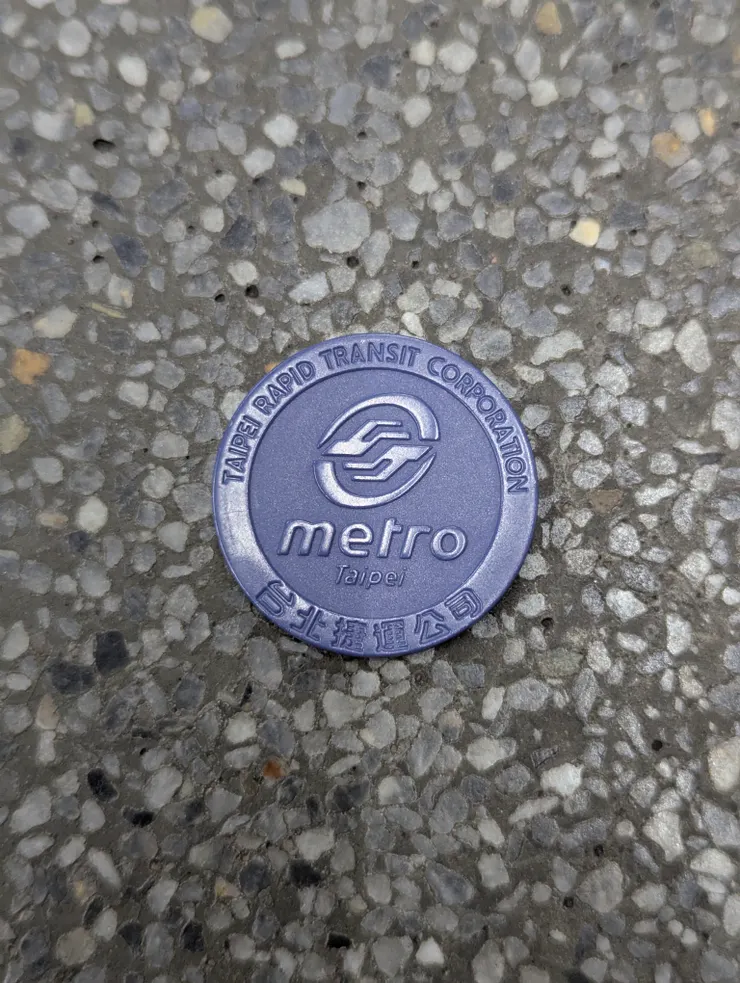 TAIPEI RAPID TRANSIT CORPORATION
metro
Taipei
台北捷運公司